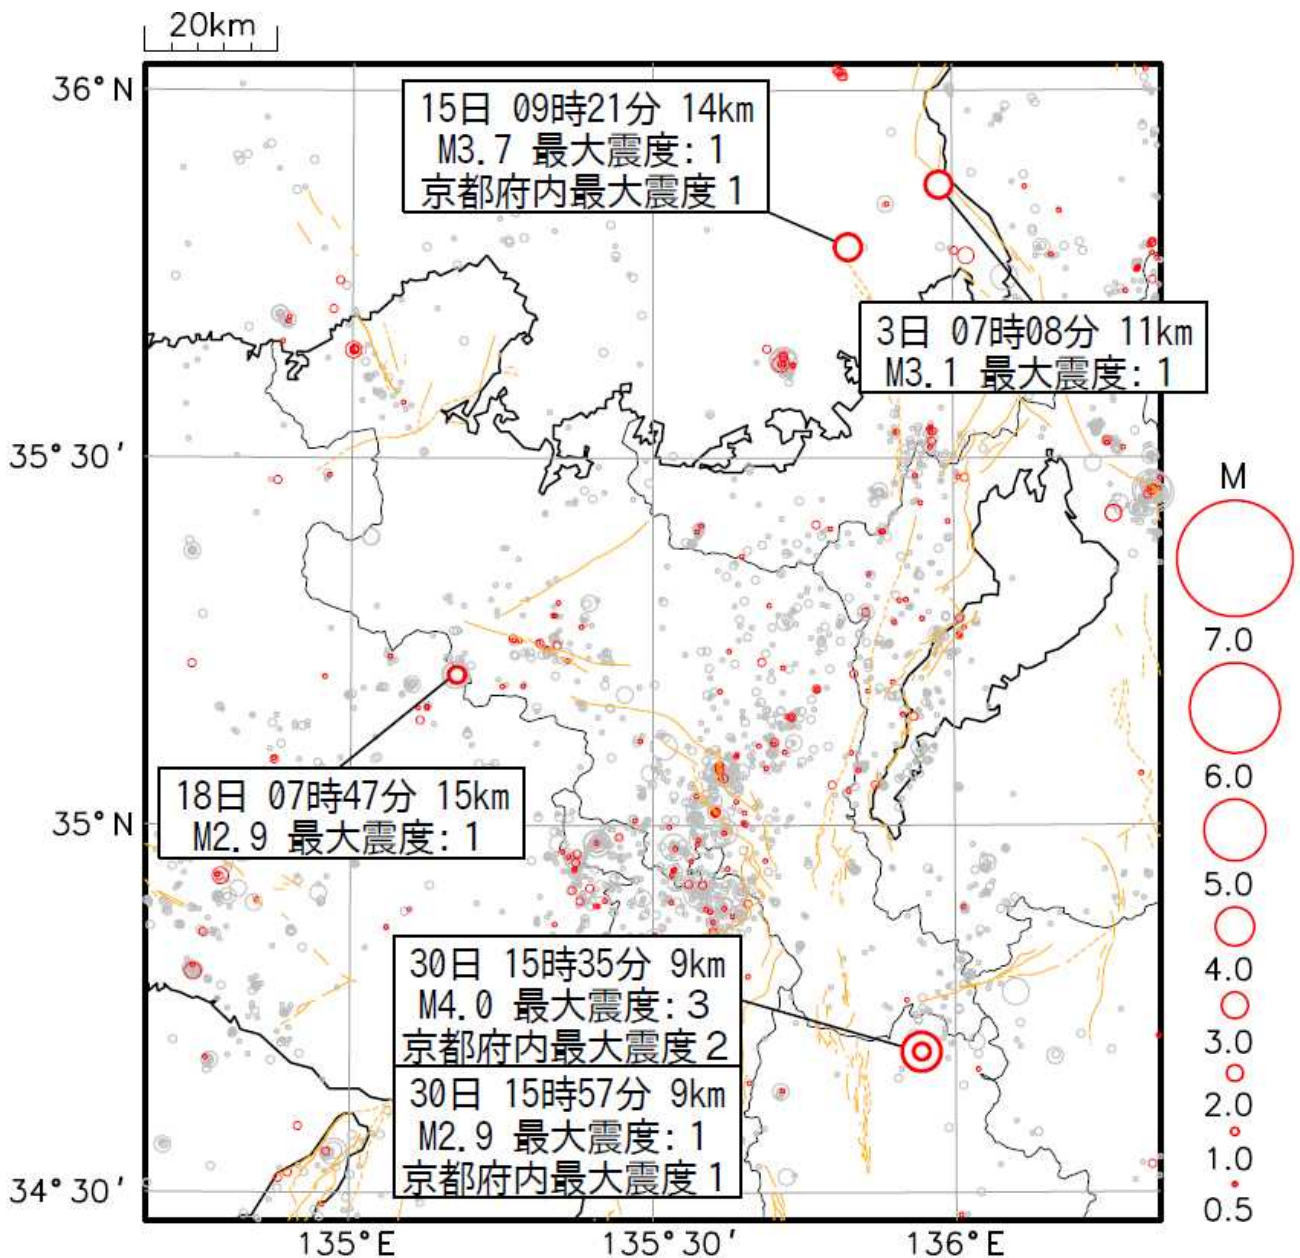 20km
36°N
15日 09時21分 14km
M3.7 最大震度:1
京都府内最大震度1
3日 07時08分 11km
M3.1 最大震度:1
35°30′
M
7.0
6.0
18日 07時47分 15km
M2.9 最大震度:1
35°N
5.0
4.0
30日 15時35分 9km
M4.0 最大震度:3
京都府内最大震度2
30日 15時57分 9km
M2.9 最大震度:1
京都府内最大震度1
3.0
2.0
1.0
0.5
34°30′
135°E
135°30′
136°E